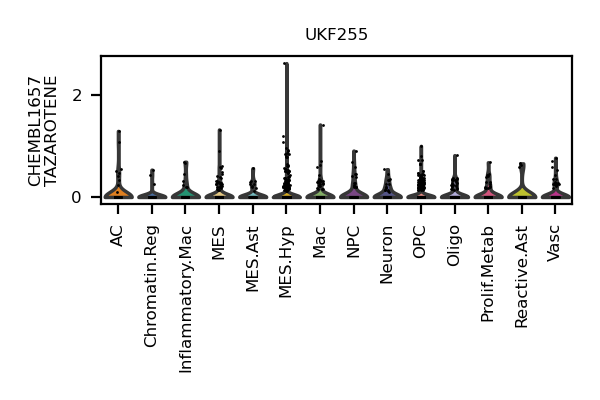 UKF255
CHEMBL1657
TAZAROTENE
2
0
AC
Chromatin.Reg
Inflammatory.Mac
MES
MES.Ast
MES.Hyp
Mac
NPC
Neuron
OPC
Oligo
Prolif.Metab
Reactive.Ast
Vasc